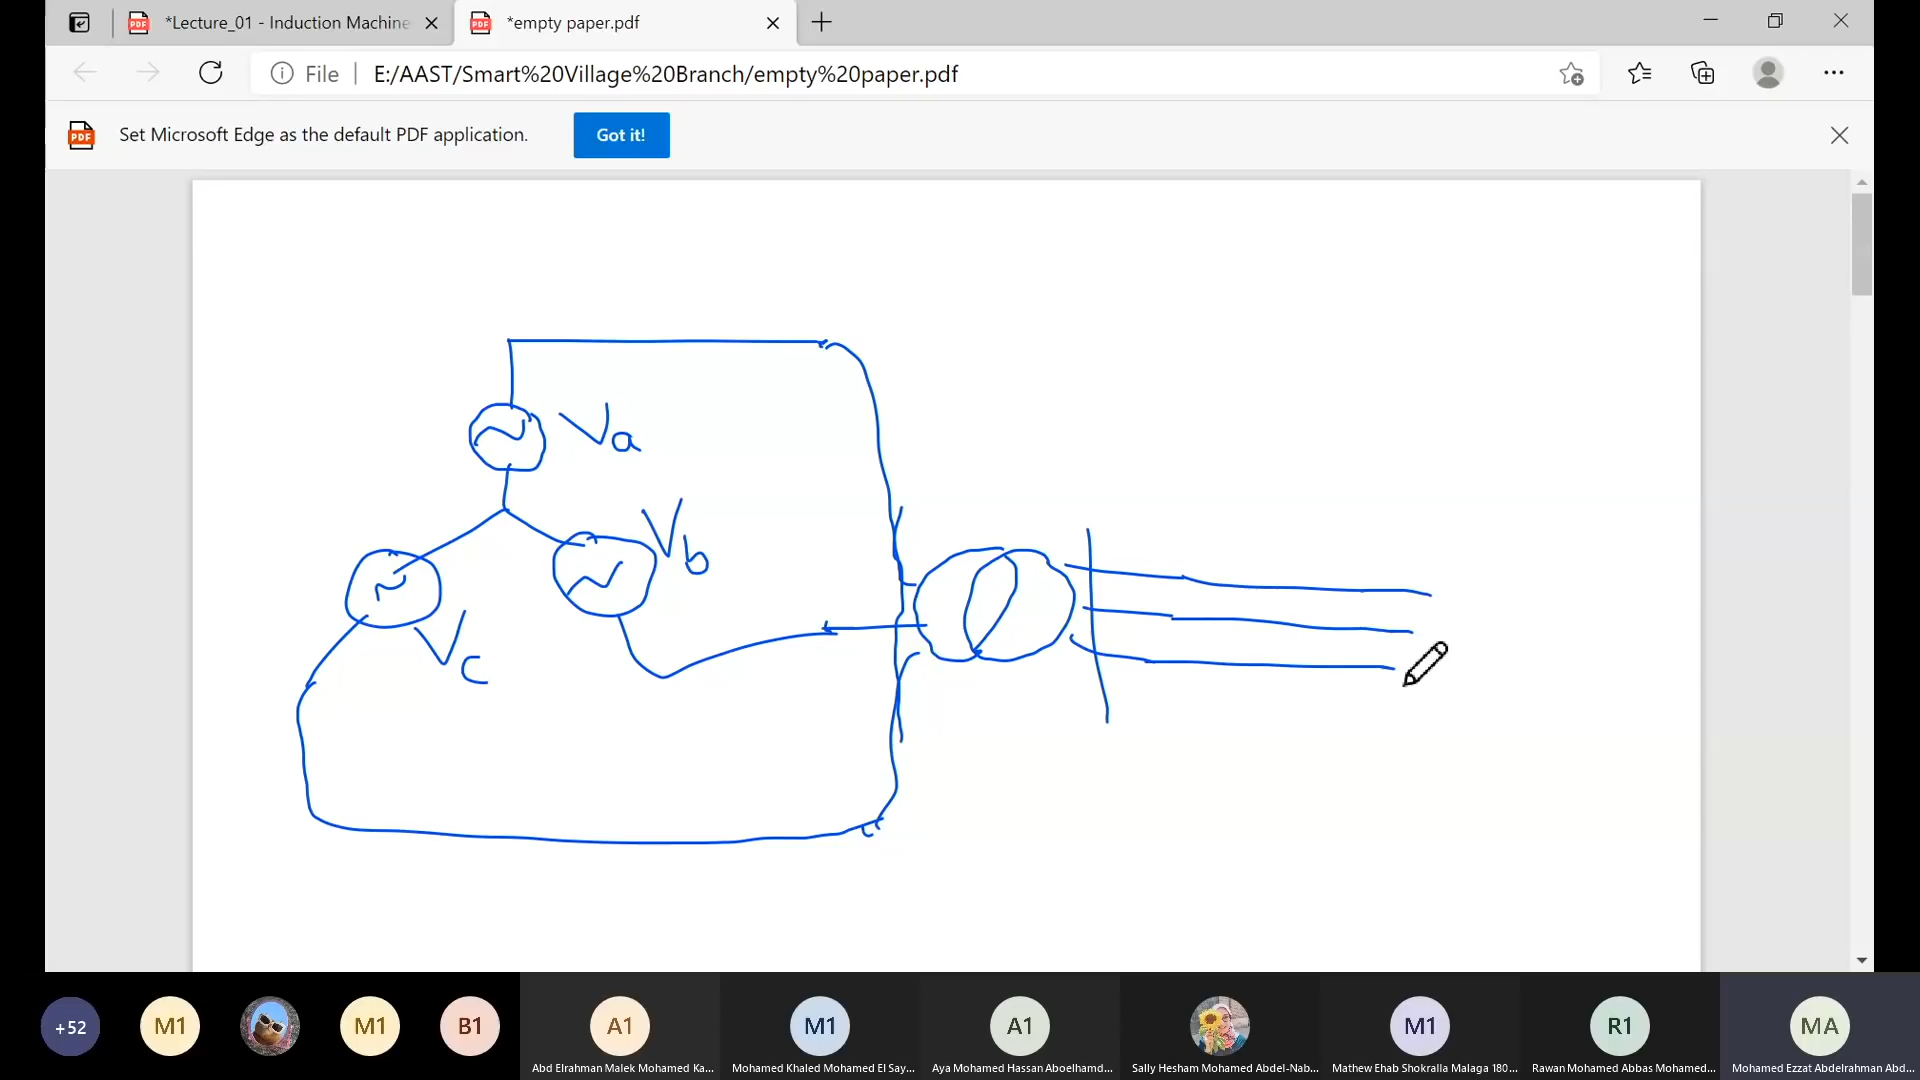 *Lecture_01 - Induction Machine
*empty paper.pdf
File | E:/AAST/Smart%20Village%20Branch/empty%20paper.pdf
PDF Set Microsoft Edge as the default PDF application. Got it!
Va
Vb
Vc
+52
M1
M1
B1
A1
M1
A1
M1
R1
MA
Abd Elrahman Malek Mohamed Ka...
Mohamed Khaled Mohamed El Say...
Aya Mohamed Hassan Aboelhamd...
Sally Hesham Mohamed Abdel-Nab...
Mathew Ehab Shokralla Malaga 180...
Rawan Mohamed Abbas Mohamed...
Mohamed Ezzat Abdelrahman Abd...